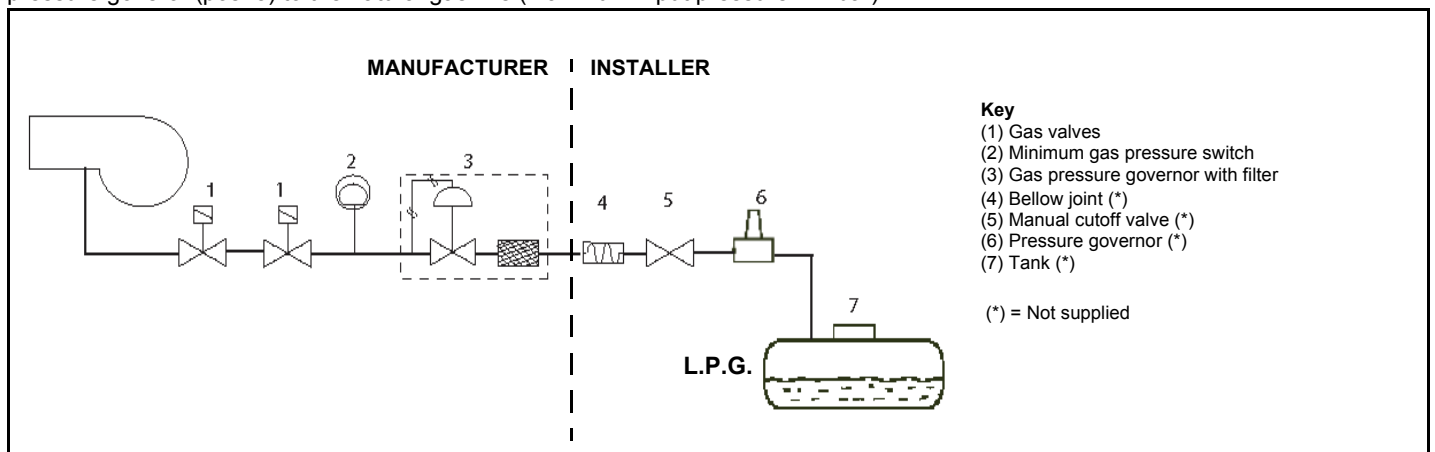 MANUFACTURER INSTALLER
1 1 2 3 4 5 6
7
L.P.G.
Key
(1) Gas valves
(2) Minimum gas pressure switch
(3) Gas pressure governor with filter
(4) Bellow joint (*)
(5) Manual cutoff valve (*)
(6) Pressure governor (*)
(7) Tank (*)
(*) = Not supplied